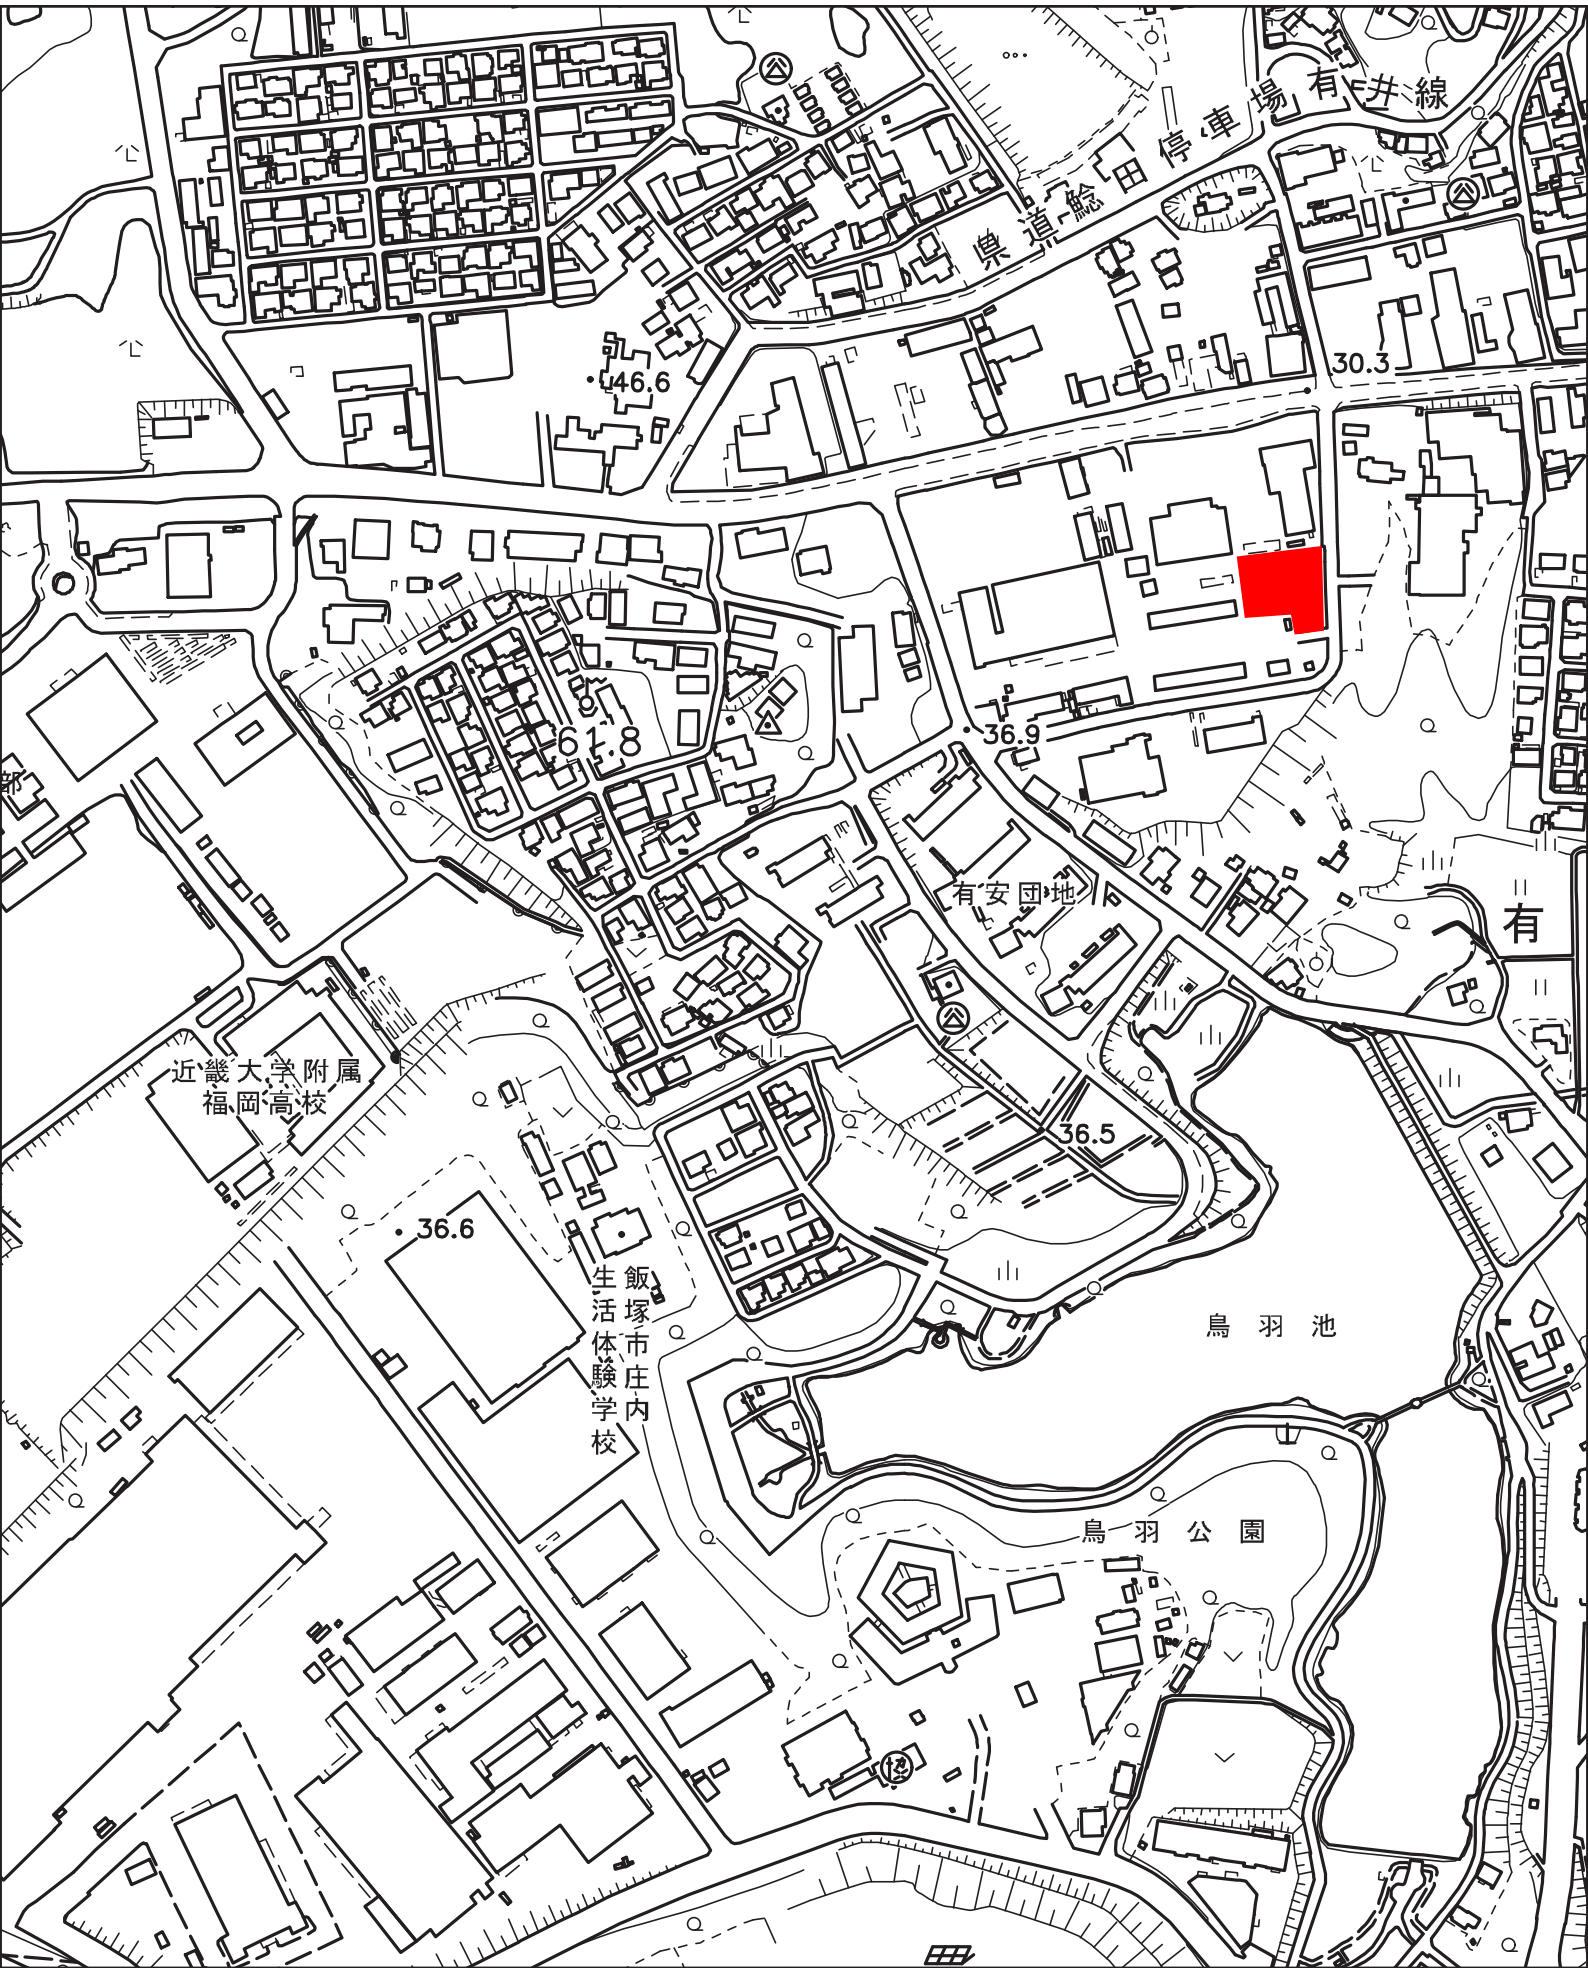 県道鯰田停車場有井線
30.3
46.6
61.8
36.9
部
有安団地
有
近畿大学附属
福岡高校
36.5
36.6
飯塚市庄内
生活体験学校
鳥羽池
鳥羽公園
協